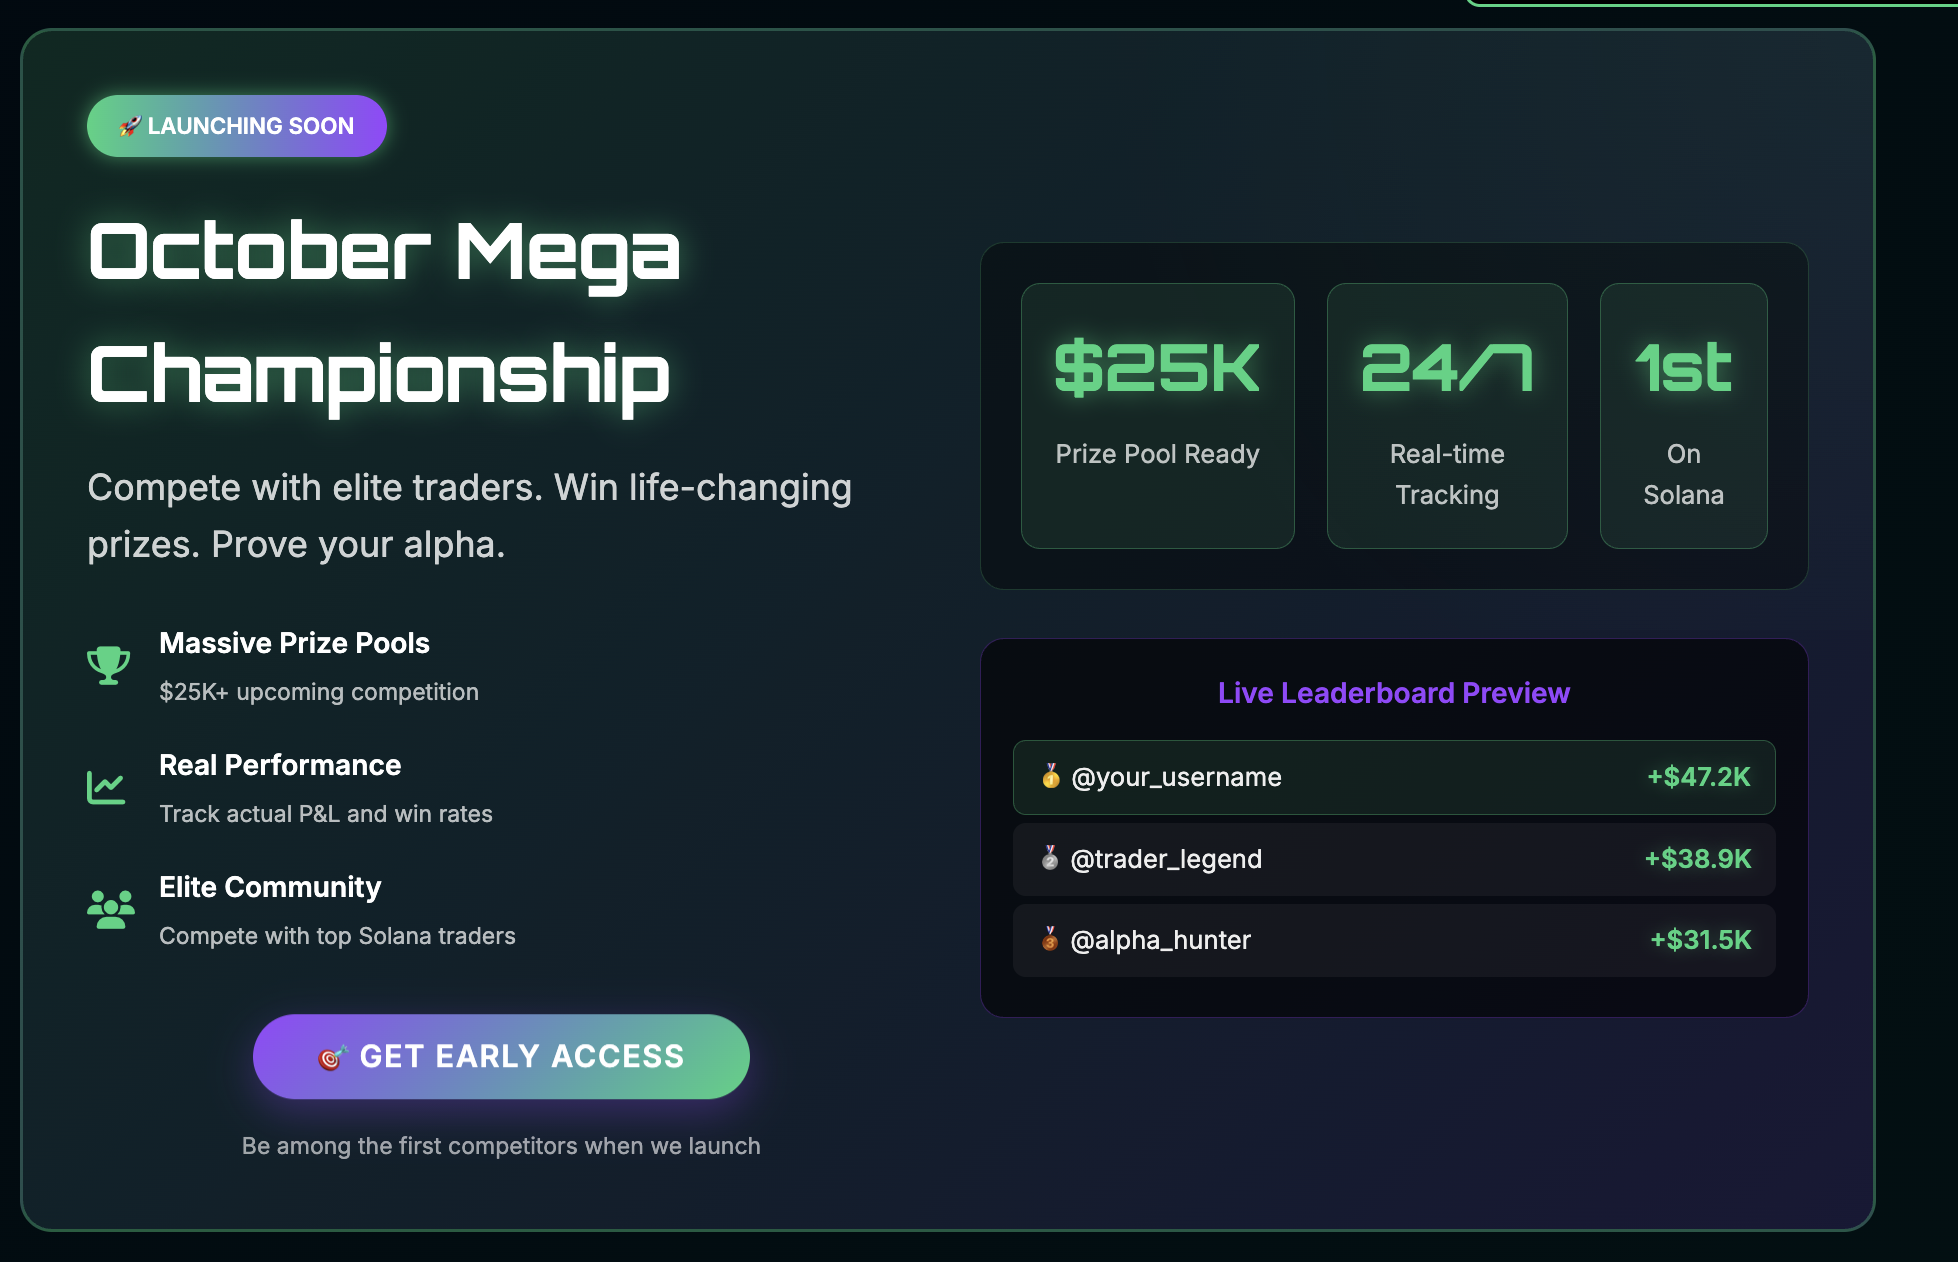 🚀 LAUNCHING SOON
October Mega
Championship
Compete with elite traders. Win life-changing
prizes. Prove your alpha.
Massive Prize Pools
$25K+ upcoming competition
Real Performance
Track actual P&L and win rates
Elite Community
Compete with top Solana traders
🎯 GET EARLY ACCESS
Be among the first competitors when we launch
$25K
Prize Pool Ready
24/7
Real-time
Tracking
1st
On
Solana
Live Leaderboard Preview
🥇 @your_username +$47.2K
🥈 @trader_legend +$38.9K
🥉 @alpha_hunter +$31.5K